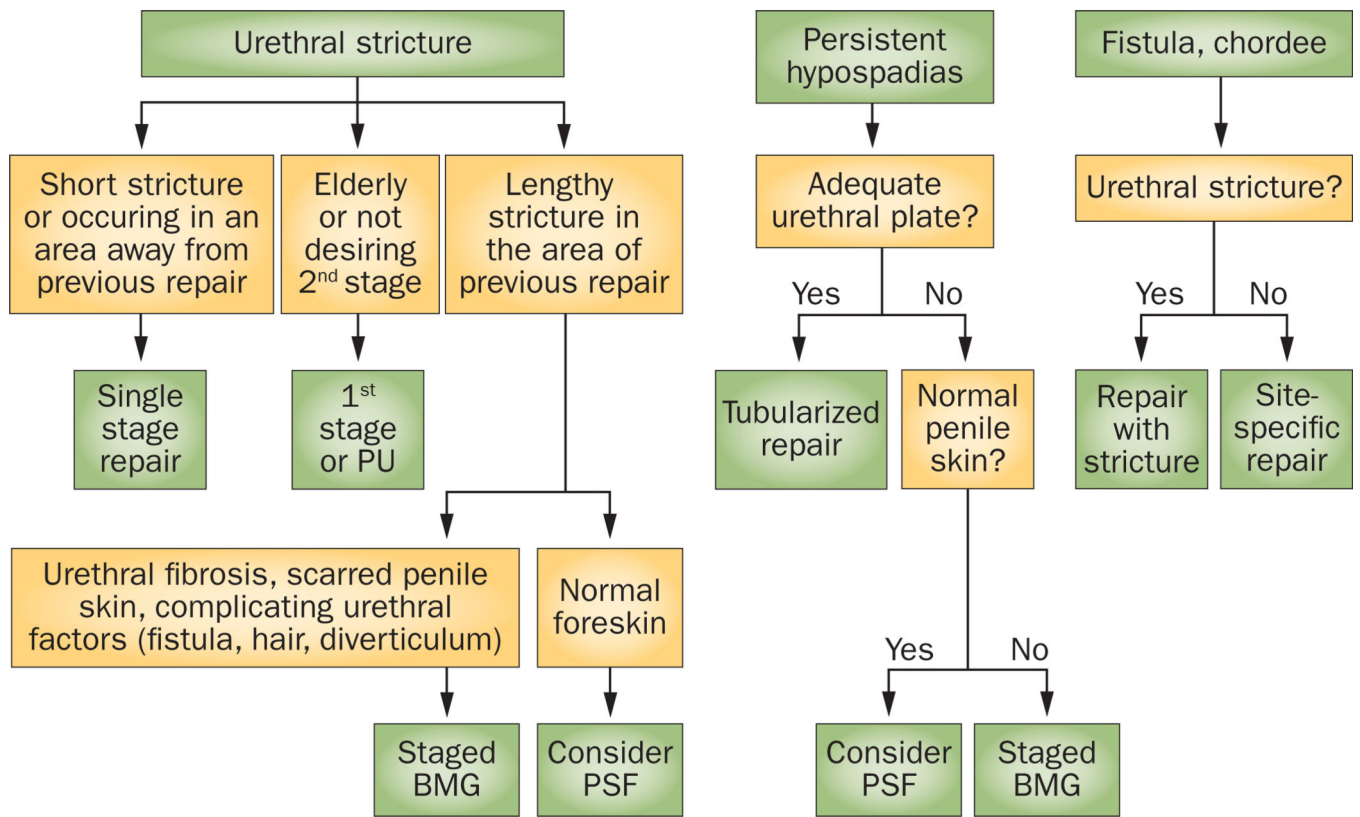 Urethral stricture
Short stricture
or occuring in an
area away from
previous repair
Elderly
or not
desiring
2nd stage
Lengthy
stricture in
the area of
previous repair
Single
stage
repair
1st
stage
or PU
Urethral fibrosis, scarred penile
skin, complicating urethral
factors (fistula, hair, diverticulum)
Normal
foreskin
Staged
BMG
Consider
PSF
Persistent
hypospadias
Adequate
urethral plate?
Yes
No
Tubularized
repair
Normal
penile
skin?
Yes
No
Consider
PSF
Staged
BMG
Fistula, chordee
Urethral stricture?
Yes
No
Repair
with
stricture
Site-
specific
repair